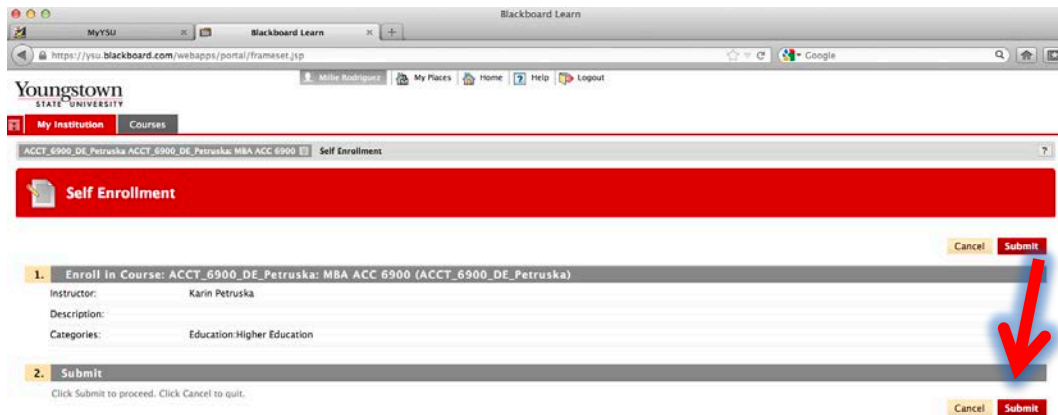 Blackboard Learn
MyYSU
Blackboard Learn
https://ysu.blackboard.com/webapps/portal/frameset.jsp
Google
Millie Rodriguez
My Places
Home
Help
Logout
Youngstown
STATE UNIVERSITY
My Institution
Courses
ACCT_6900_DE_Petruska ACCT_6900_DE_Petruska: MBA ACC 6900
Self Enrollment
?
Self Enrollment
Cancel Submit
1. Enroll in Course: ACCT_6900_DE_Petruska: MBA ACC 6900 (ACCT_6900_DE_Petruska)
Instructor: Karin Petruska
Description:
Categories: Education:Higher Education
2. Submit
Click Submit to proceed. Click Cancel to quit.
Cancel Submit